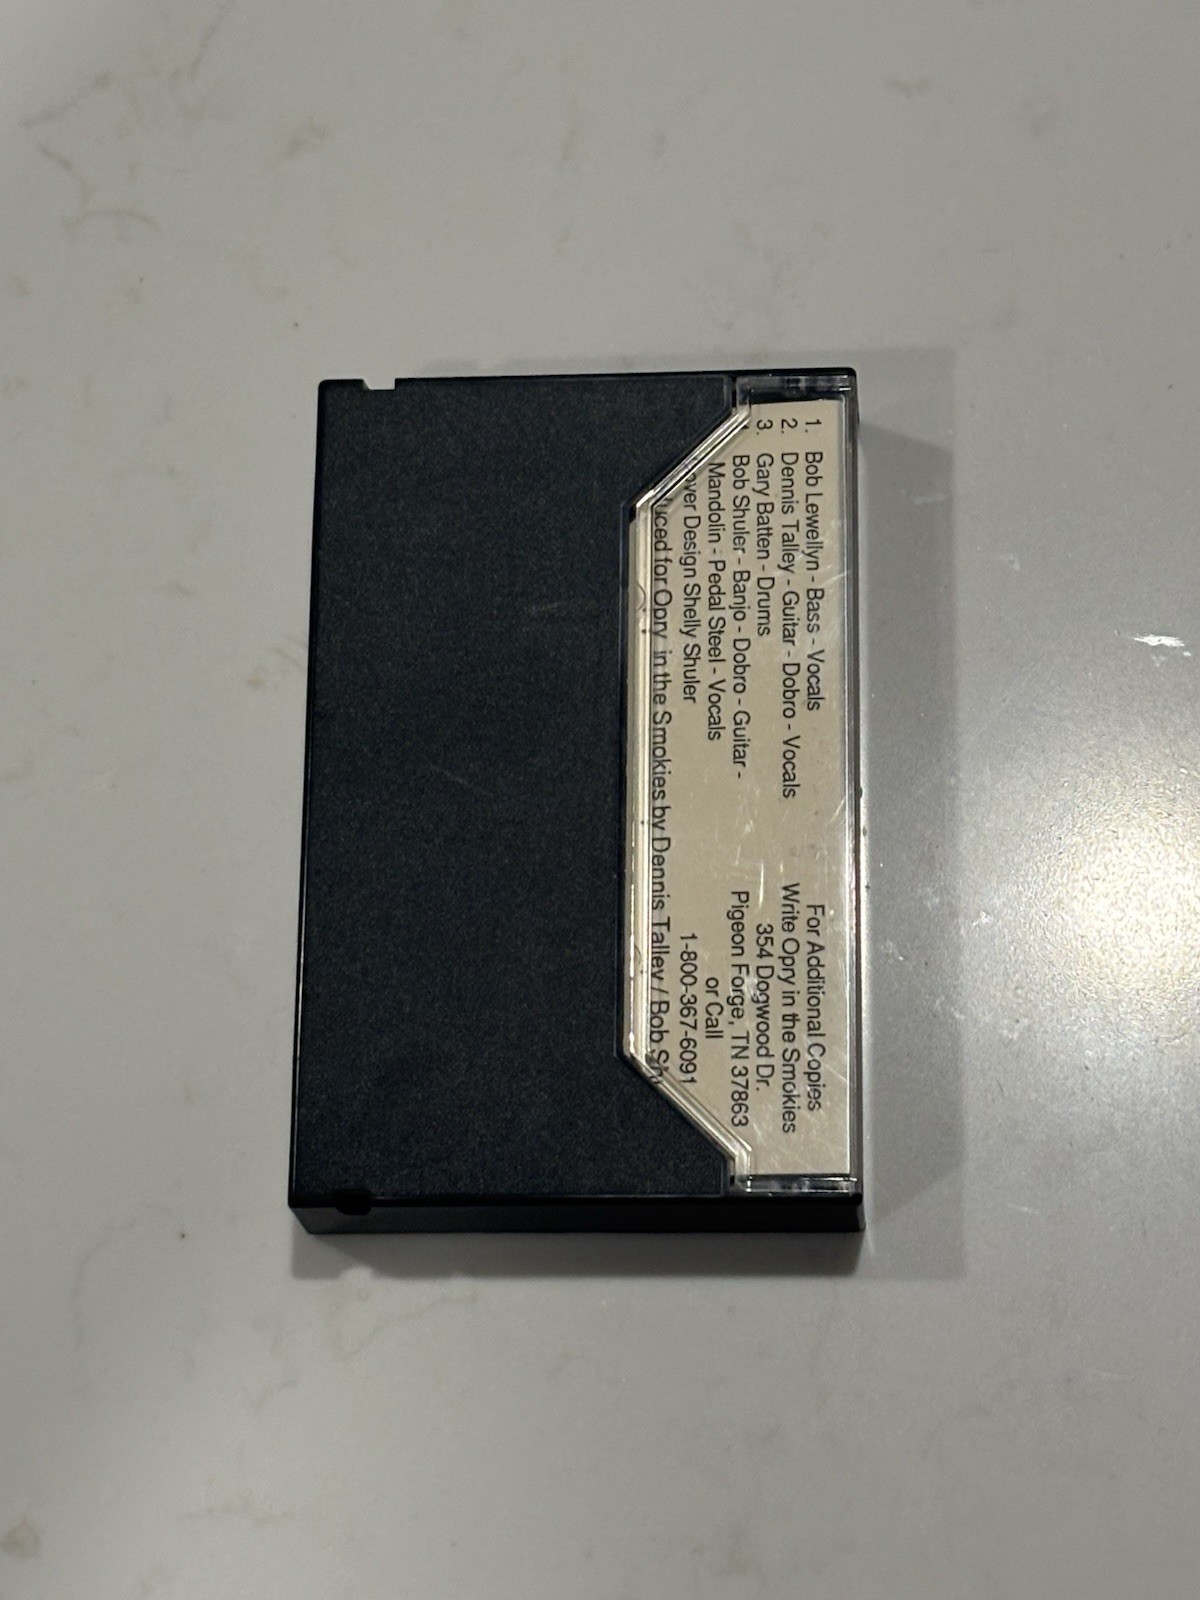 1. Bob Lewellyn - Bass - Vocals
2. Dennis Talley - Guitar - Dobro - Vocals
3. Gary Batten - Drums
Bob Shuler - Banjo - Dobro - Guitar -
Mandolin - Pedal Steel - Vocals
over Design Shelly Shuler
uced for Opry in the Smokies by Dennis Talley / Bob Sh
For Additional Copies
Write Opry in the Smokies
354 Dogwood Dr.
Pigeon Forge, TN 37863
or Call
1-800-367-6091